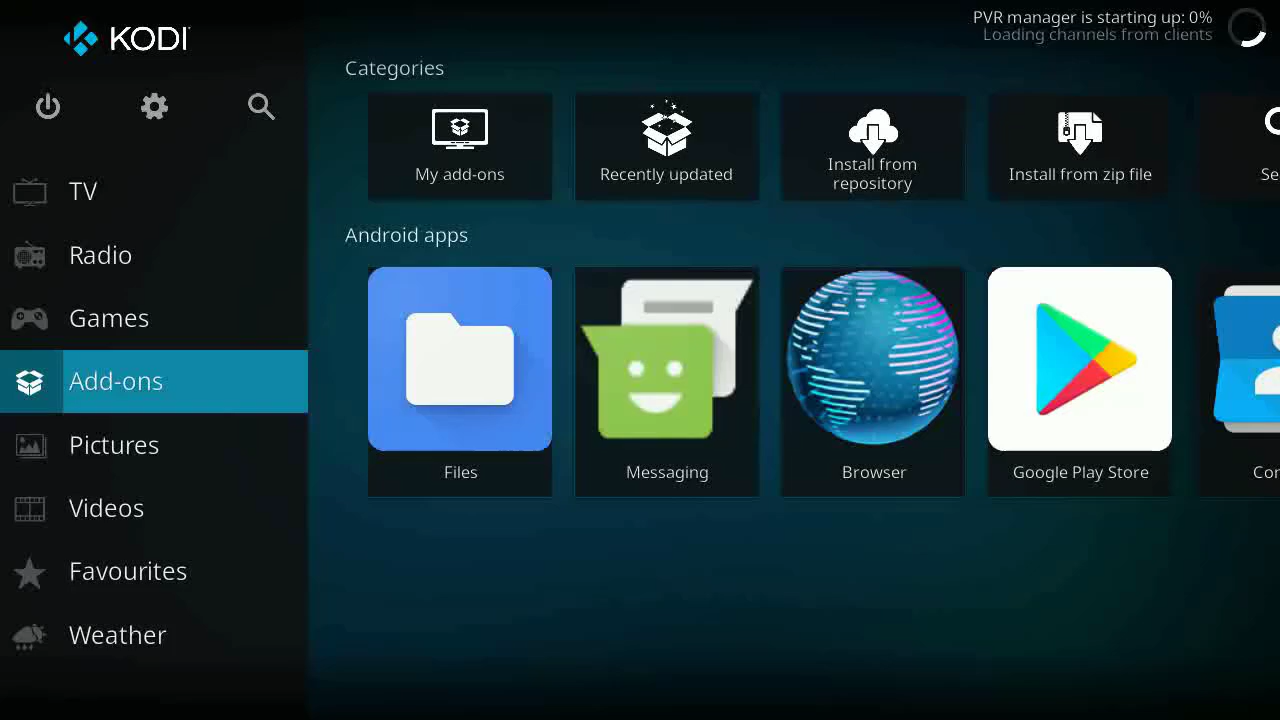 KODI
PVR manager is starting up: 0%
Loading channels from clients
Categories
My add-ons
Recently updated
Install from
repository
Install from zip file
Se
TV
Radio
Games
Add-ons
Pictures
Videos
Favourites
Weather
Android apps
Files
Messaging
Browser
Google Play Store
Con